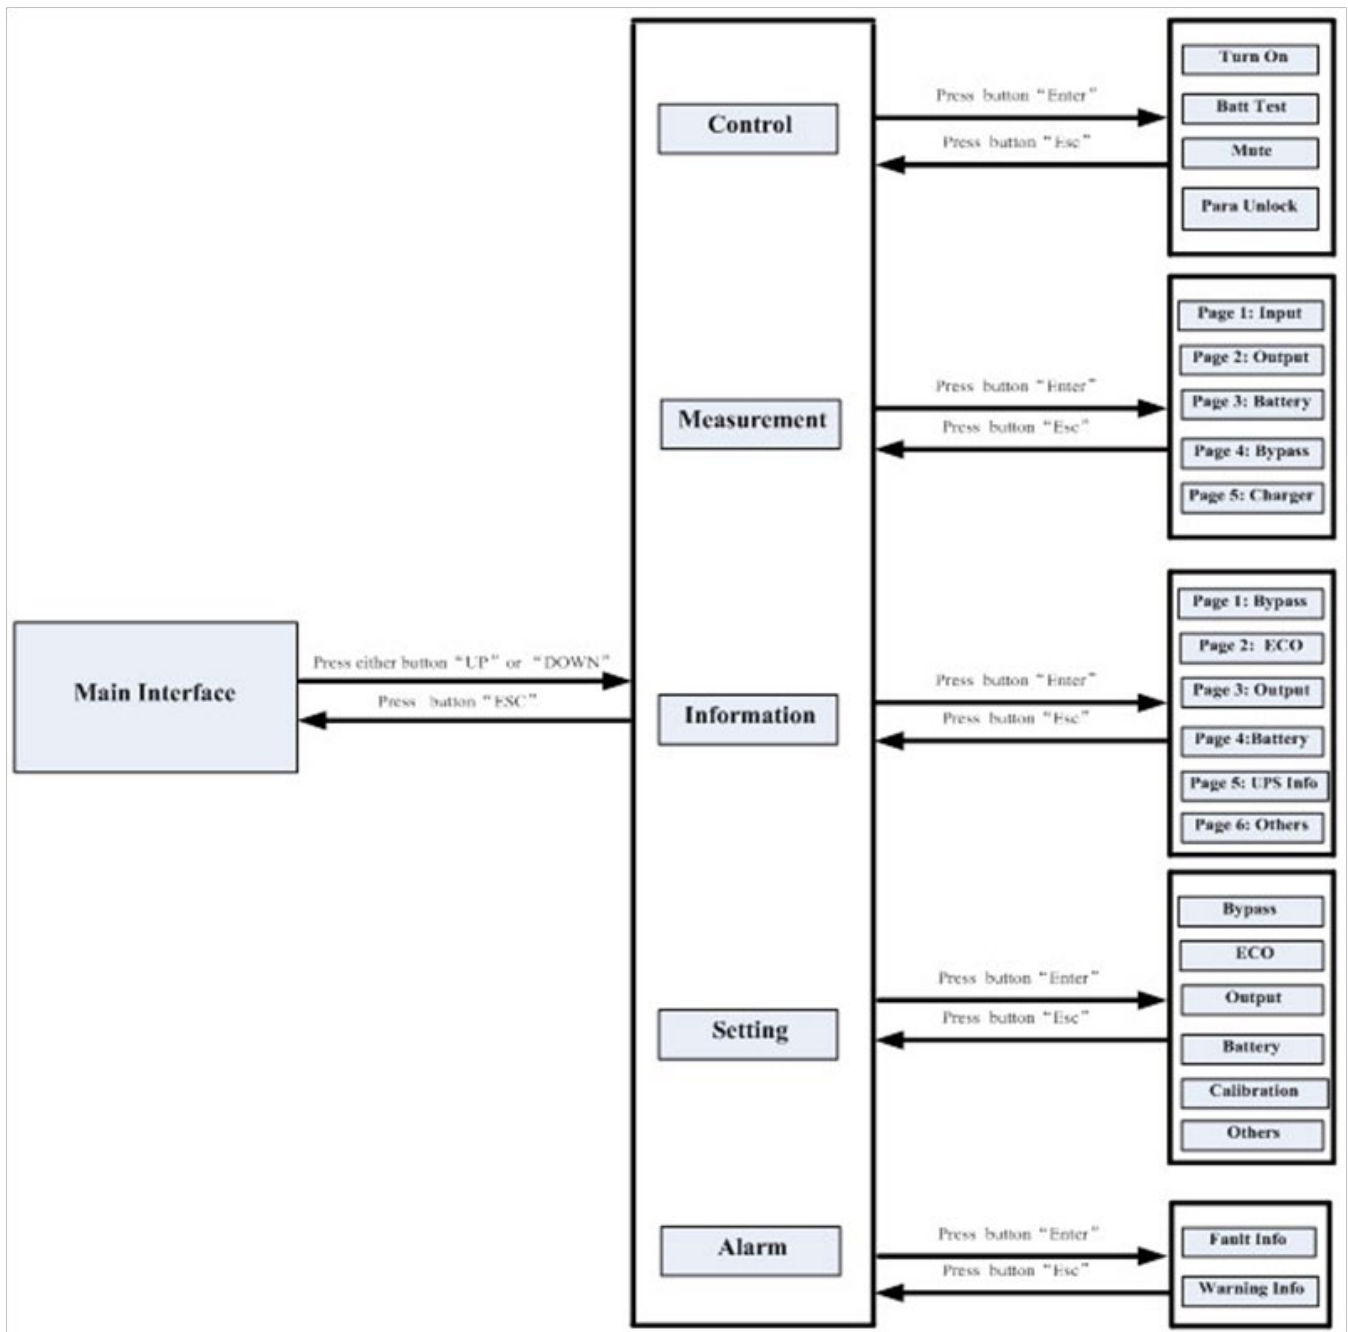 Main Interface
Press either button “UP” or “DOWN”
Press button “ESC”
Control
Press button “Enter”
Press button “Esc”
Turn On
Batt Test
Mute
Para Unlock
Measurement
Press button “Enter”
Press button “Esc”
Page 1: Input
Page 2: Output
Page 3: Battery
Page 4: Bypass
Page 5: Charger
Information
Press button “Enter”
Press button “Esc”
Page 1: Bypass
Page 2: ECO
Page 3: Output
Page 4:Battery
Page 5: UPS Info
Page 6: Others
Setting
Press button “Enter”
Press button “Esc”
Bypass
ECO
Output
Battery
Calibration
Others
Alarm
Press button “Enter”
Press button “Esc”
Fault Info
Warning Info